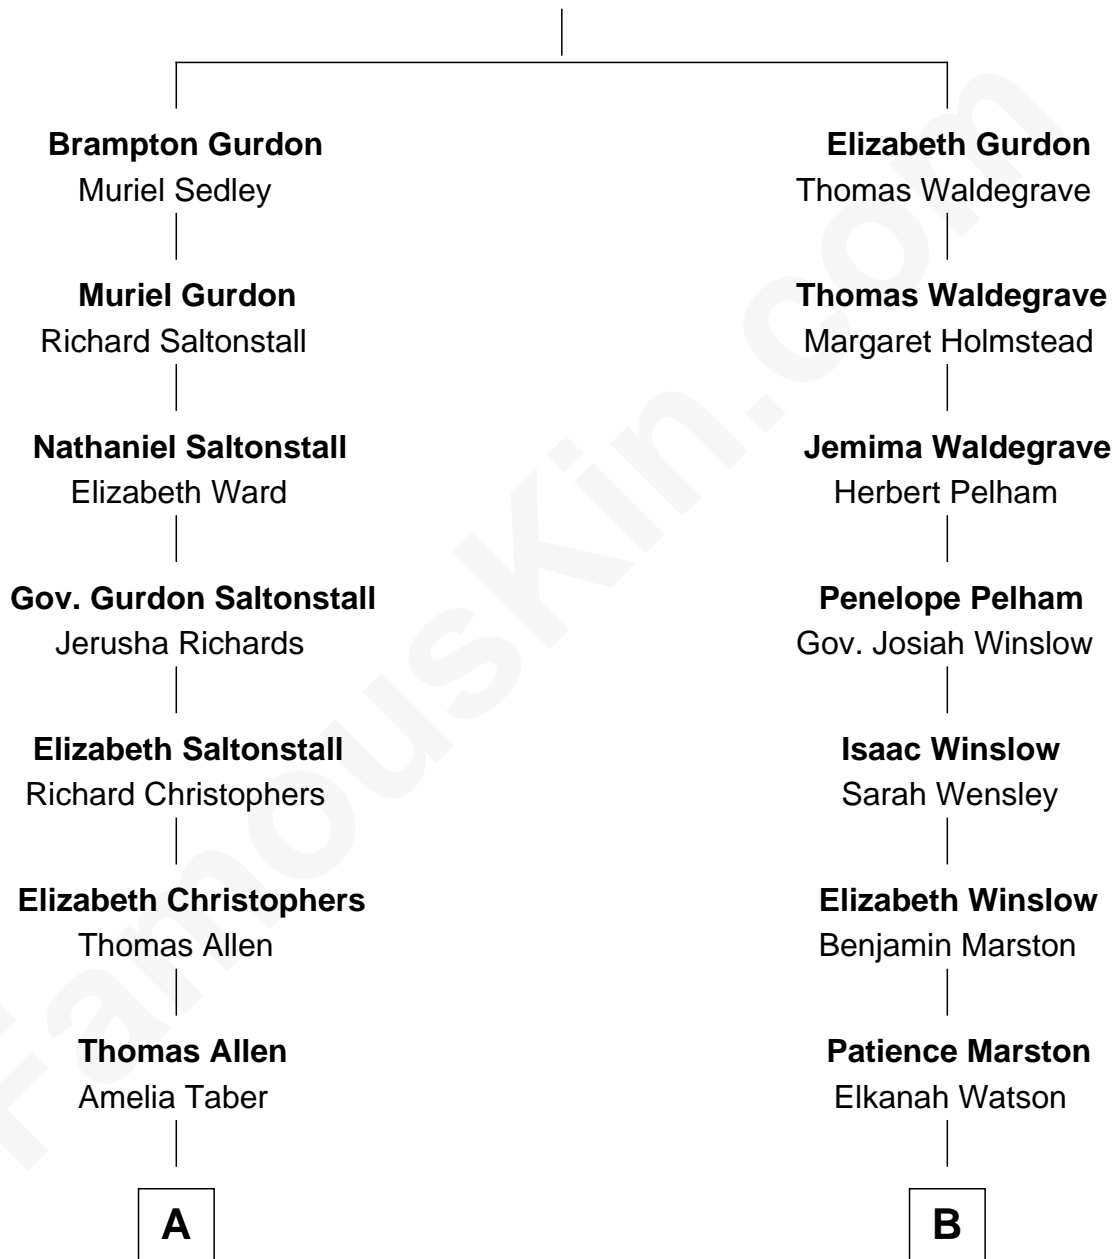 Brampton Gurdon
Muriel Sedley
Muriel Gurdon
Richard Saltonstall
Nathaniel Saltonstall
Elizabeth Ward
Gov. Gurdon Saltonstall
Jerusha Richards
Elizabeth Saltonstall
Richard Christophers
Elizabeth Christophers
Thomas Allen
Thomas Allen
Amelia Taber
A
Elizabeth Gurdon
Thomas Waldegrave
Thomas Waldegrave
Margaret Holmstead
Jemima Waldegrave
Herbert Pelham
Penelope Pelham
Gov. Josiah Winslow
Isaac Winslow
Sarah Wensley
Elizabeth Winslow
Benjamin Marston
Patience Marston
Elkanah Watson
B
FamousKin.com